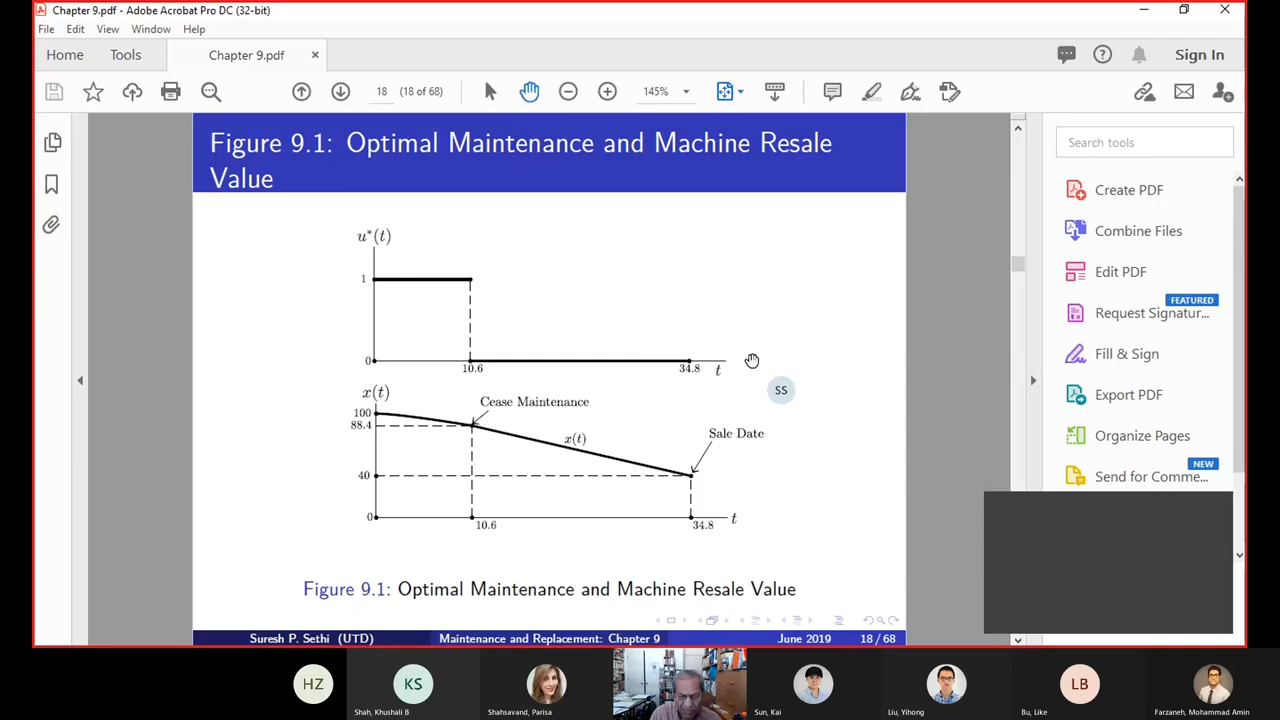 Chapter 9.pdf - Adobe Acrobat Pro DC (32-bit)
File Edit View Window Help
Home Tools Chapter 9.pdf × Sign In
18 (18 of 68) 145%
Figure 9.1: Optimal Maintenance and Machine Resale
Value
u*(t)
1
0
10.6 34.8 t
x(t)
100
88.4
40
0
Cease Maintenance
x(t)
Sale Date
10.6 34.8 t
Figure 9.1: Optimal Maintenance and Machine Resale Value
Suresh P. Sethi (UTD) Maintenance and Replacement: Chapter 9 June 2019 18 / 68
SS
Search tools
Create PDF
Combine Files
Edit PDF
FEATURED
Request Signatur...
Fill & Sign
Export PDF
Organize Pages
NEW
Send for Comme...
HZ KS LB
Shah, Khushali B Shahsavand, Parisa Sun, Kai Liu, Yihong Bu, Like Farzaneh, Mohammad Amin